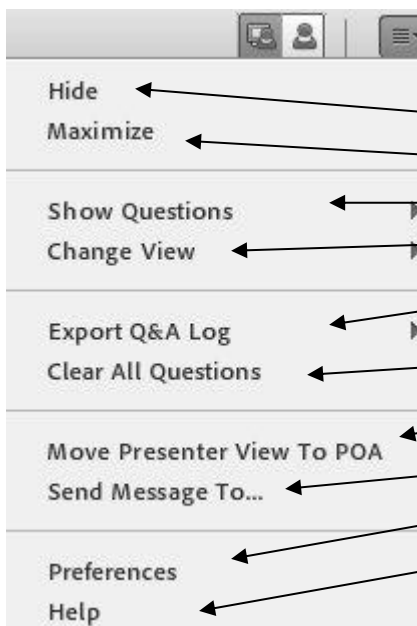 Hide
Maximize
Show Questions
Change View
Export Q&A Log
Clear All Questions
Move Presenter View To POA
Send Message To...
Preferences
Help